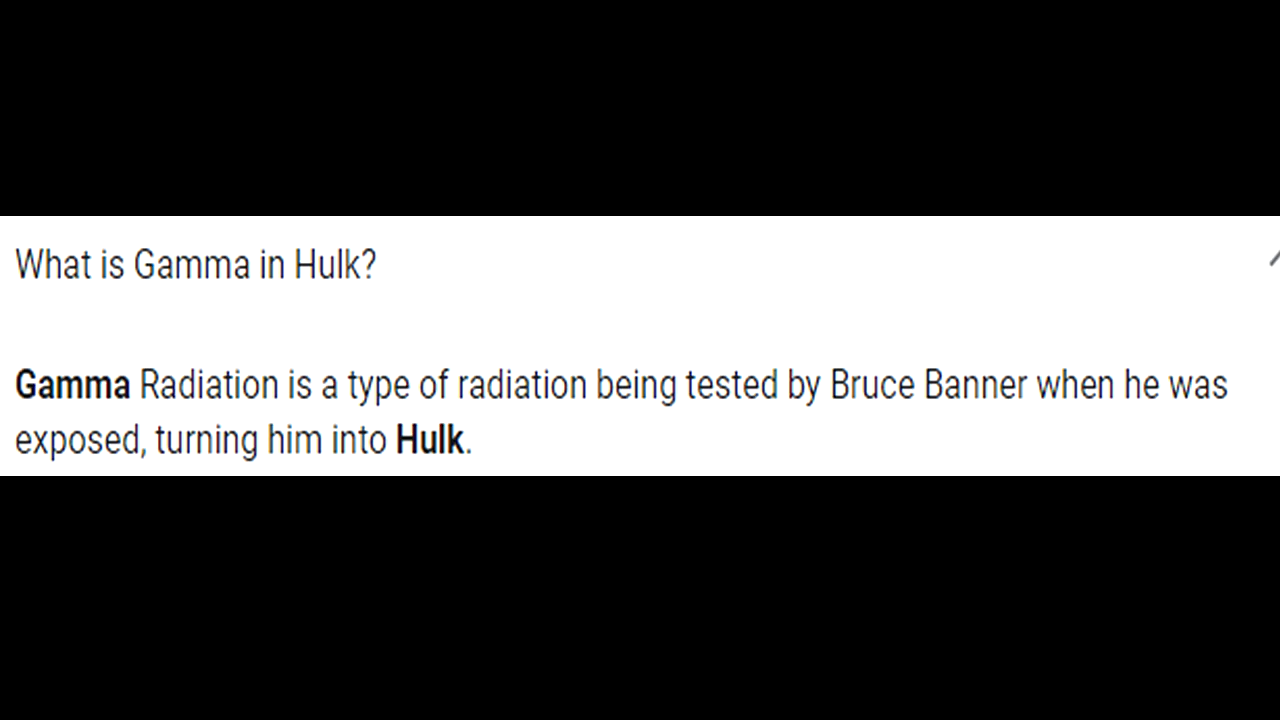 What is Gamma in Hulk?
Gamma Radiation is a type of radiation being tested by Bruce Banner when he was
exposed, turning him into Hulk.